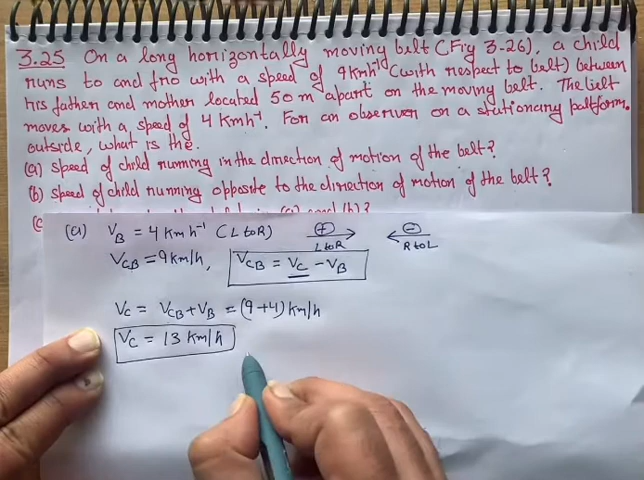 3.25 On a long horizontally moving belt (Fig 3.26), a child
runs to and fro with a speed of 9 Kmh⁻¹ (with respect to belt) between
his father and mother located 50 m apart on the moving belt. The belt
moves with a speed of 4 Kmh⁻¹. For an observer on a stationary paltform.
outside, what is the.
(a) speed of child running in the direction of motion of the belt?
(b) speed of child running opposite to the direction of motion of the belt?
(a) V_B = 4 Km h⁻¹ (L to R) (+) → L to R ← (−) R to L
V_CB = 9 Km/h, V_CB = V_C − V_B
V_C = V_CB + V_B = (9+4) Km/h
V_C = 13 Km/h